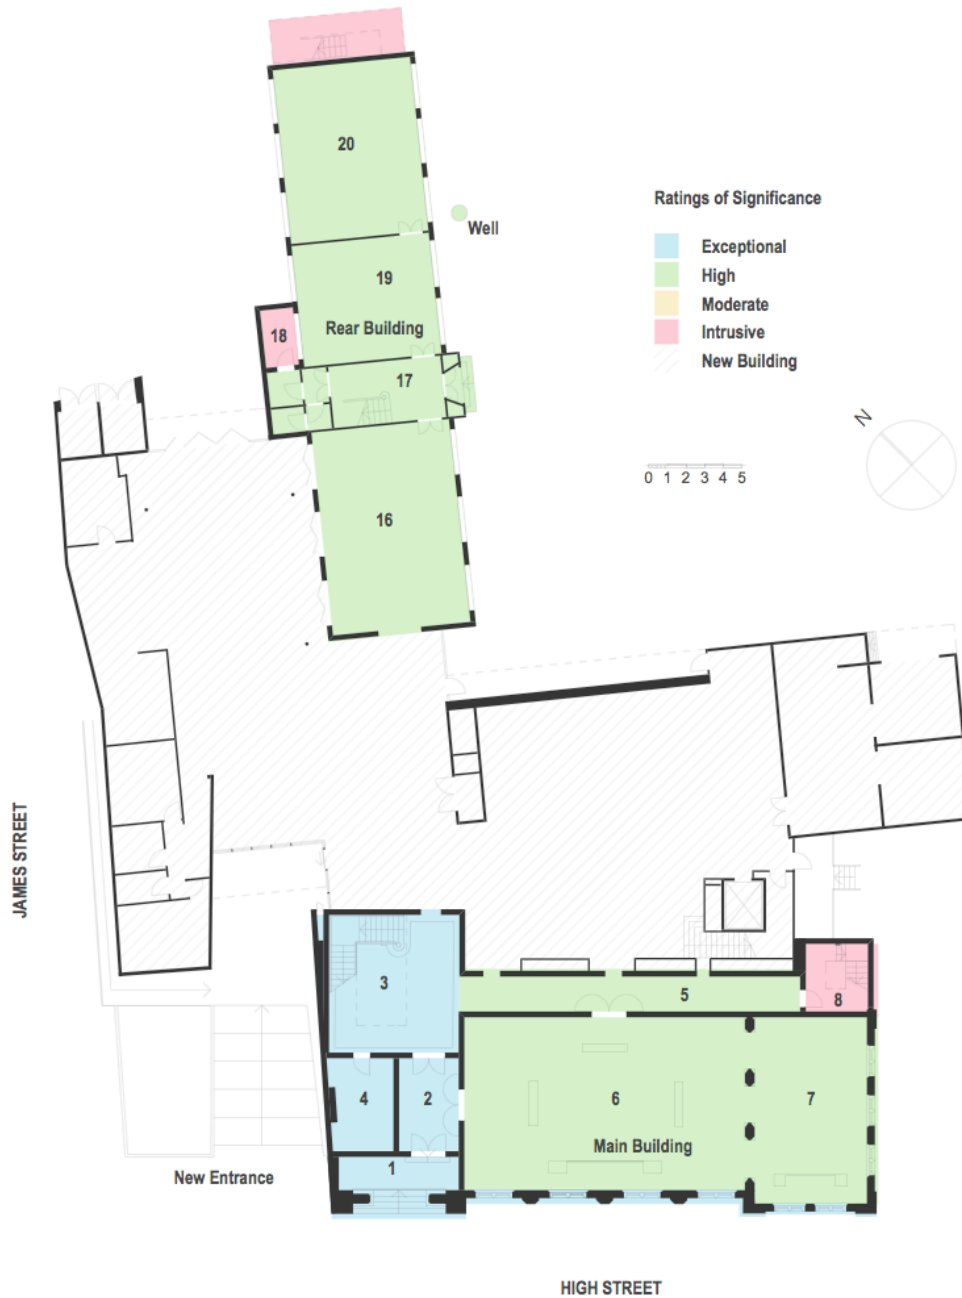 20
Well
Ratings of Significance
Exceptional
High
Moderate
Intrusive
New Building
19
Rear Building
18
17
N
0 1 2 3 4 5
16
JAMES STREET
3
5
8
4
2
6
7
Main Building
1
New Entrance
HIGH STREET